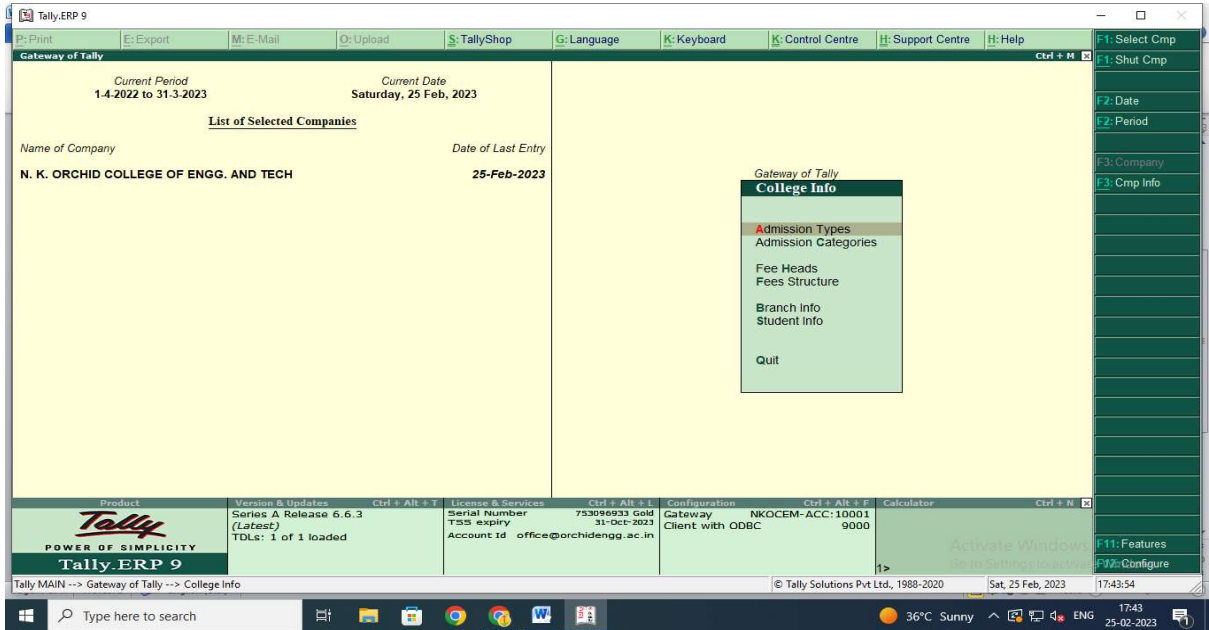 Tally.ERP 9
P: Print E: Export M: E-Mail O: Upload S: TallyShop G: Language K: Keyboard K: Control Centre H: Support Centre H: Help
Gateway of Tally Ctrl + M
Current Period Current Date
1-4-2022 to 31-3-2023 Saturday, 25 Feb, 2023
List of Selected Companies
Name of Company Date of Last Entry
N. K. ORCHID COLLEGE OF ENGG. AND TECH 25-Feb-2023
Gateway of Tally
College Info
Admission Types
Admission Categories
Fee Heads
Fees Structure
Branch Info
Student Info
Quit
F1: Select Cmp
F1: Shut Cmp
F2: Date
F2: Period
F3: Company
F3: Cmp Info
F11: Features
F12: Configure
Product
Tally
POWER OF SIMPLICITY
Tally.ERP 9
Version & Updates Ctrl + Alt + T
Series A Release 6.6.3
(Latest)
TDLs: 1 of 1 loaded
License & Services Ctrl + Alt + L
Serial Number 753096933 Gold
TSS expiry 31-Oct-2023
Account Id office@orchidengg.ac.in
Configuration Ctrl + Alt + F
Gateway NKOCEM-ACC:10001
Client with ODBC 9000
Calculator Ctrl + N
1>
Activate Windows
Go to Settings to activate
Tally MAIN --> Gateway of Tally --> College Info © Tally Solutions Pvt Ltd., 1988-2020 Sat, 25 Feb, 2023 17:43:54
Type here to search 36°C Sunny ENG 17:43
25-02-2023